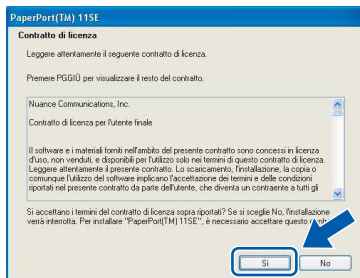 PaperPort(TM) 11SE
Contratto di licenza
Leggere attentamente il seguente contratto di licenza.
Premere PGGIÙ per visualizzare il resto del contratto.
Nuance Communications, Inc.
Contratto di licenza per l'utente finale
Il software e i materiali forniti nell'ambito del presente contratto sono concessi in licenza
d'uso, non venduti, e disponibili per l'utilizzo solo nei termini di questo contratto di licenza.
Leggere attentamente il presente contratto. Lo scaricamento, l'installazione, la copia o
comunque l'utilizzo del software implicano l'accettazione dei termini e delle condizioni
riportati nel presente contratto da parte dell'utente, che diventa un contraente a tutti gli
Si accettano i termini del contratto di licenza sopra riportati? Se si sceglie No, l'installazione
verrà interrotta. Per installare "PaperPort(TM) 11SE", è necessario accettare questo
Sì
No